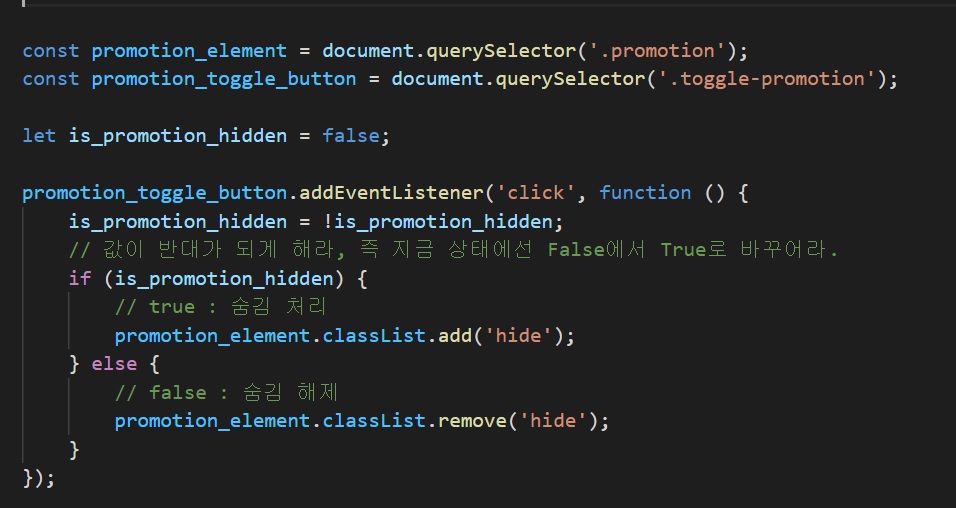 const promotion_element = document.querySelector('.promotion');
const promotion_toggle_button = document.querySelector('.toggle-promotion');
let is_promotion_hidden = false;
promotion_toggle_button.addEventListener('click', function () {
is_promotion_hidden = !is_promotion_hidden;
// 값이 반대가 되게 해라, 즉 지금 상태에선 False에서 True로 바꾸어라.
if (is_promotion_hidden) {
// true : 숨김 처리
promotion_element.classList.add('hide');
} else {
// false : 숨김 해제
promotion_element.classList.remove('hide');
}
});